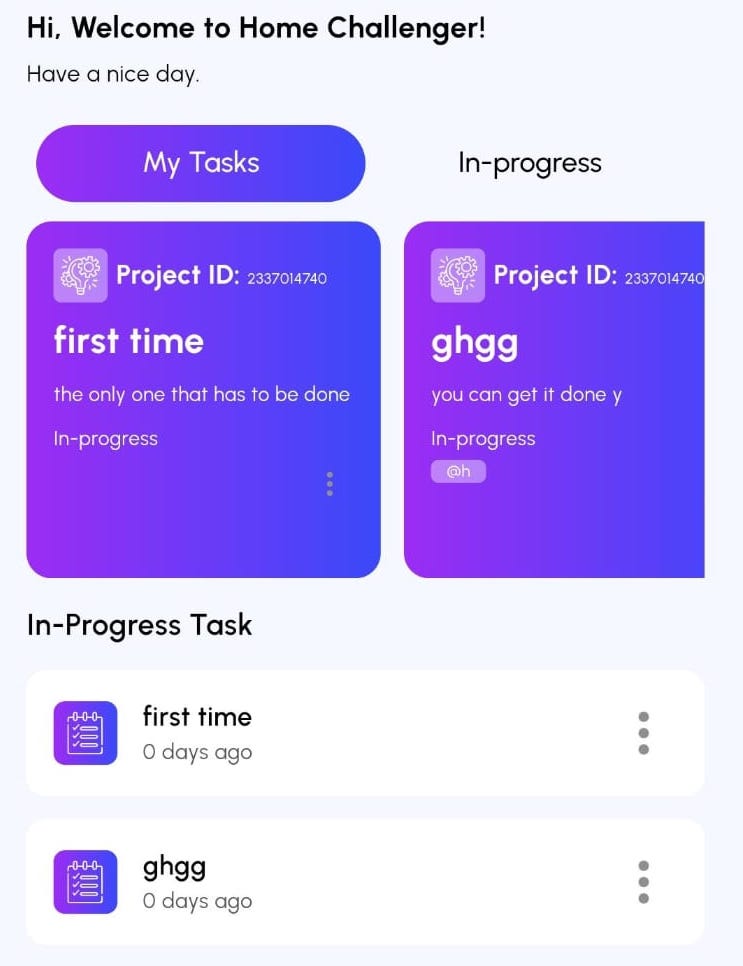 Hi, Welcome to Home Challenger!
Have a nice day.
My Tasks
In-progress
Project ID: 2337014740
first time
the only one that has to be done
In-progress
Project ID: 2337014740
ghgg
you can get it done y
In-progress
@h
In-Progress Task
first time
0 days ago
ghgg
0 days ago